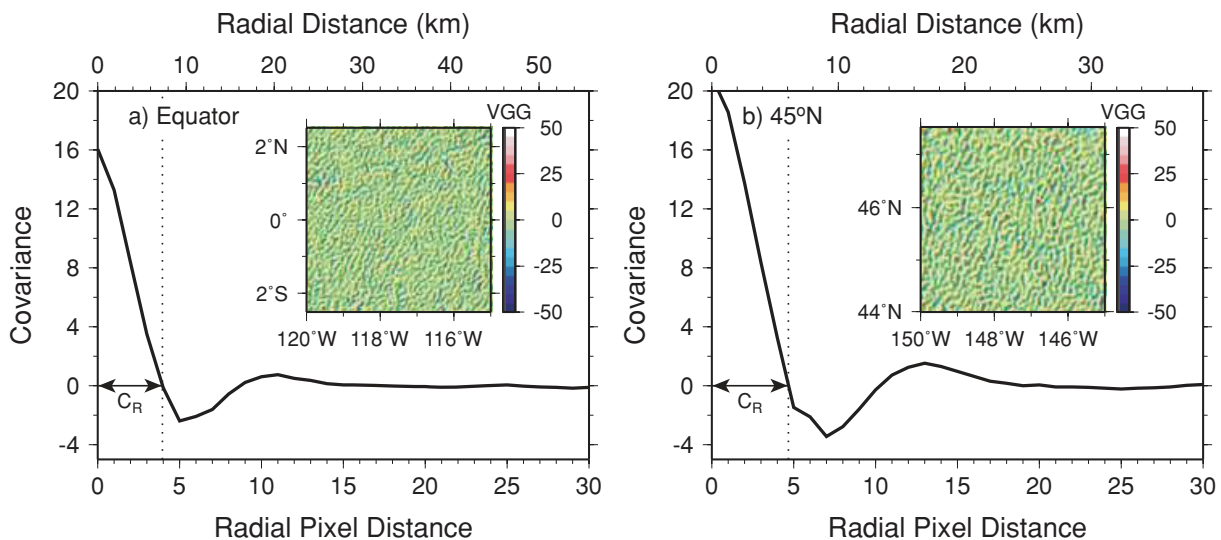 Radial Distance (km)
0 10 20 30 40 50
20
16
12
8
4
0
-4
Covariance
a) Equator
VGG
50
25
0
-25
-50
2˚N
0˚
2˚S
120˚W 118˚W 116˚W
CR
0 5 10 15 20 25 30
Radial Pixel Distance
Radial Distance (km)
0 10 20 30
20
16
12
8
4
0
-4
Covariance
b) 45ºN
VGG
50
25
0
-25
-50
46˚N
44˚N
150˚W 148˚W 146˚W
CR
0 5 10 15 20 25 30
Radial Pixel Distance